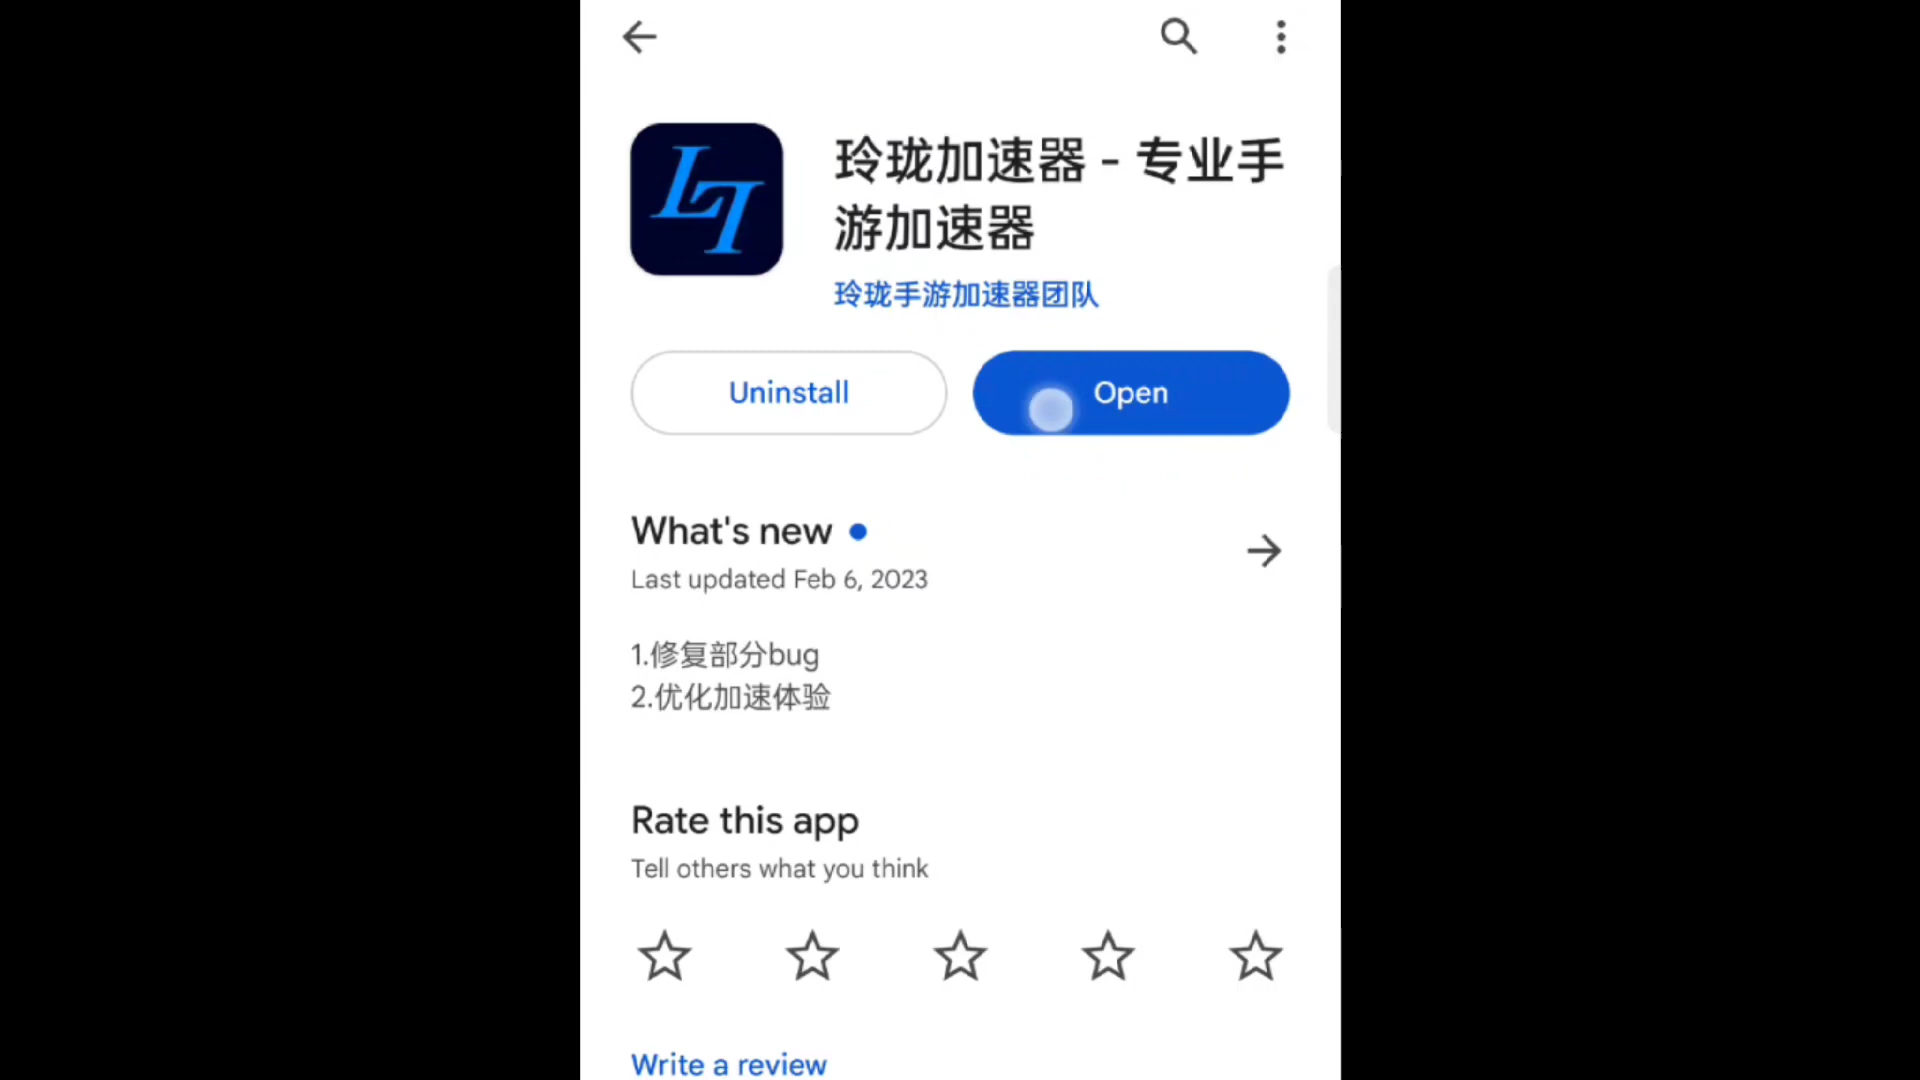 LT
玲珑加速器 - 专业手
游加速器
玲珑手游加速器团队
Uninstall
Open
What's new
Last updated Feb 6, 2023
1.修复部分bug
2.优化加速体验
Rate this app
Tell others what you think
Write a review